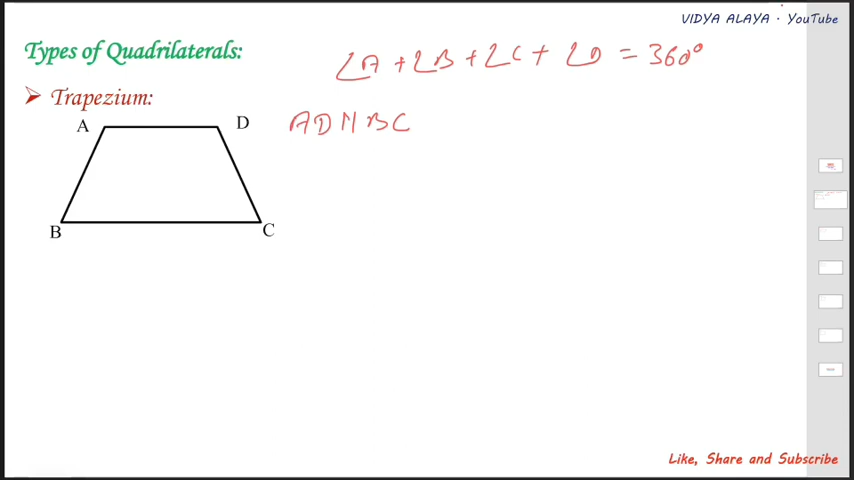 VIDYA ALAYA · YouTube
Types of Quadrilaterals:
∠A + ∠B + ∠C + ∠D = 360°
➤ Trapezium:
A D
AD || BC
B C
Like, Share and Subscribe